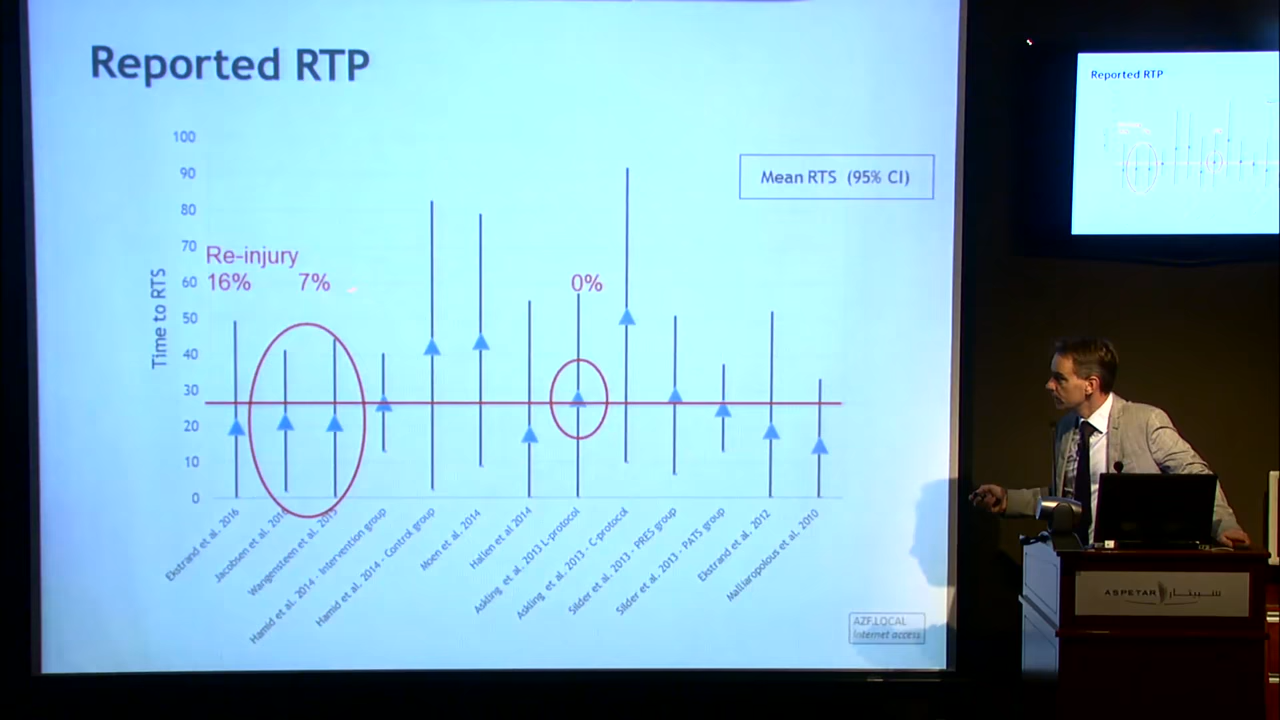 Reported RTP
100
90
80
70
60
50
40
30
20
10
0
Time to RTS
Mean RTS (95% CI)
Re-injury
16%
7%
0%
Ekstrand et al. 2016
Jacobsen et al.
Wangensteen et al. 2015
Hamid et al. 2014 - Intervention group
Hamid et al. 2014 - Control group
Moen et al. 2014
Hallen et al 2014
Askling et al. 2013 L-protocol
Askling et al. 2013 - C-protocol
Silder et al. 2013 - PRES group
Silder et al. 2013 - PATS group
Ekstrand et al. 2012
Malliaropolous et al. 2010
AZF.LOCAL
Internet access
Reported RTP
ASPETAR سبيتار